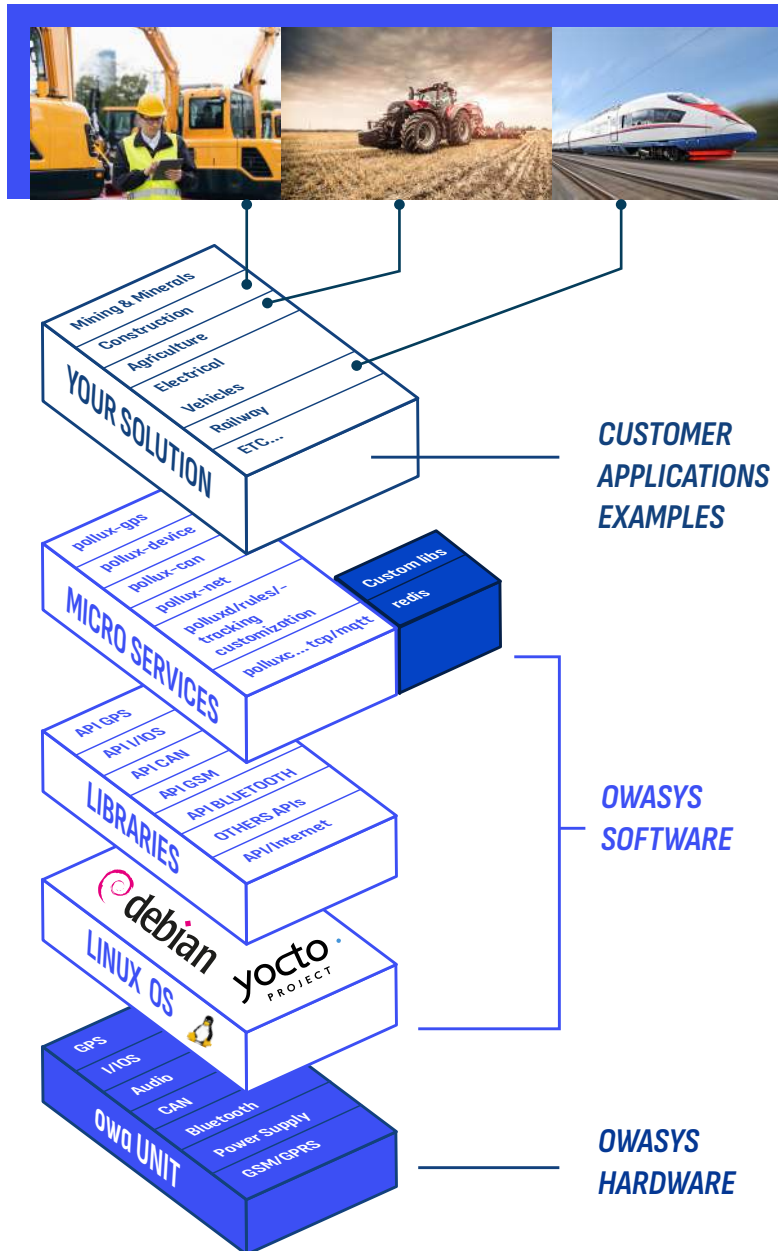 Mining & Minerals
Construction
Agriculture
Electrical
Vehicles
Railway
ETC...
YOUR SOLUTION
CUSTOMER
APPLICATIONS
EXAMPLES
pollux-gps
pollux-device
pollux-can
pollux-net
polluxd/rules/-
tracking
customization
polluxc... tcp/mqtt
MICRO SERVICES
Custom libs
redis
API GPS
API I/IOS
API CAN
API GSM
API BLUETOOTH
OTHERS APIs
API/Internet
LIBRARIES
OWASYS
SOFTWARE
debian
yocto
PROJECT
LINUX OS
GPS
I/IOS
Audio
CAN
Bluetooth
Power Supply
GSM/GPRS
owa UNIT
OWASYS
HARDWARE